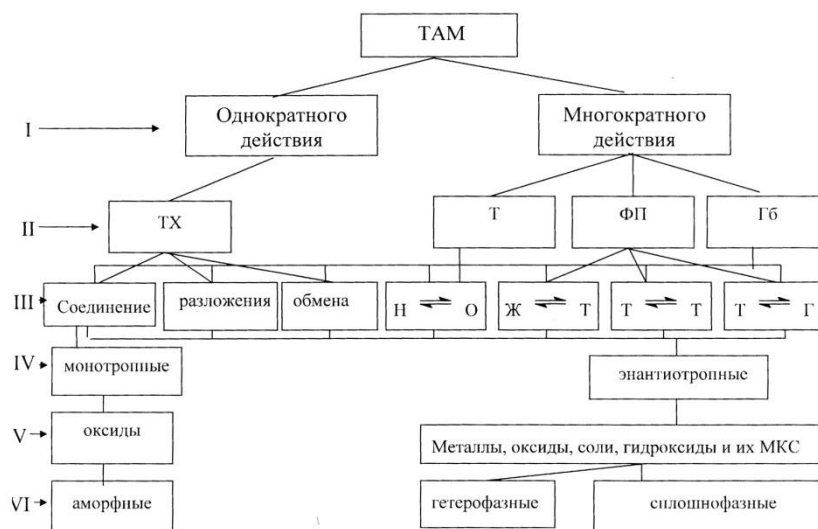 ТАМ
Однократного
действия
Многократного
действия
I
II
ТХ
Т
ФП
Гб
III
Соединение
разложения
обмена
Н ⇌ О
Ж ⇌ Т
Т ⇌ Т
Т ⇌ Г
IV
монотропные
энантиотропные
V
оксиды
Металлы, оксиды, соли, гидроксиды и их МКС
VI
аморфные
гетерофазные
сплошнофазные